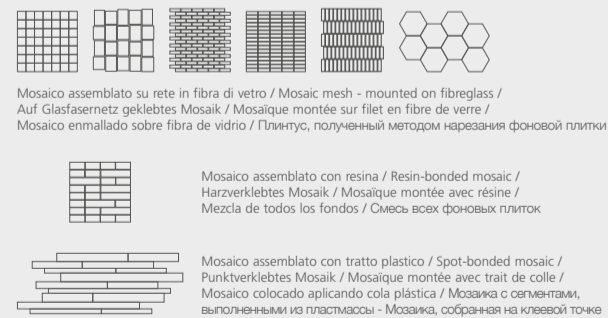 Mosaico assemblato su rete in fibra di vetro / Mosaic mesh - mounted on fibreglass /
Auf Glasfasernetz geklebtes Mosaik / Mosaïque montée sur filet en fibre de verre /
Mosaico enmallado sobre fibra de vidrio / Плинтус, полученный методом нарезания фоновой плитки
Mosaico assemblato con resina / Resin-bonded mosaic /
Harzverklebtes Mosaik / Mosaïque montée avec résine /
Mezcla de todos los fondos / Смесь всех фоновых плиток
Mosaico assemblato con tratto plastico / Spot-bonded mosaic /
Punktverklebtes Mosaik / Mosaïque montée avec trait de colle /
Mosaico colocado aplicando cola plástica / Мозаика с сегментами,
выполненными из пластмассы - Мозаика, собранная на клеевой точке